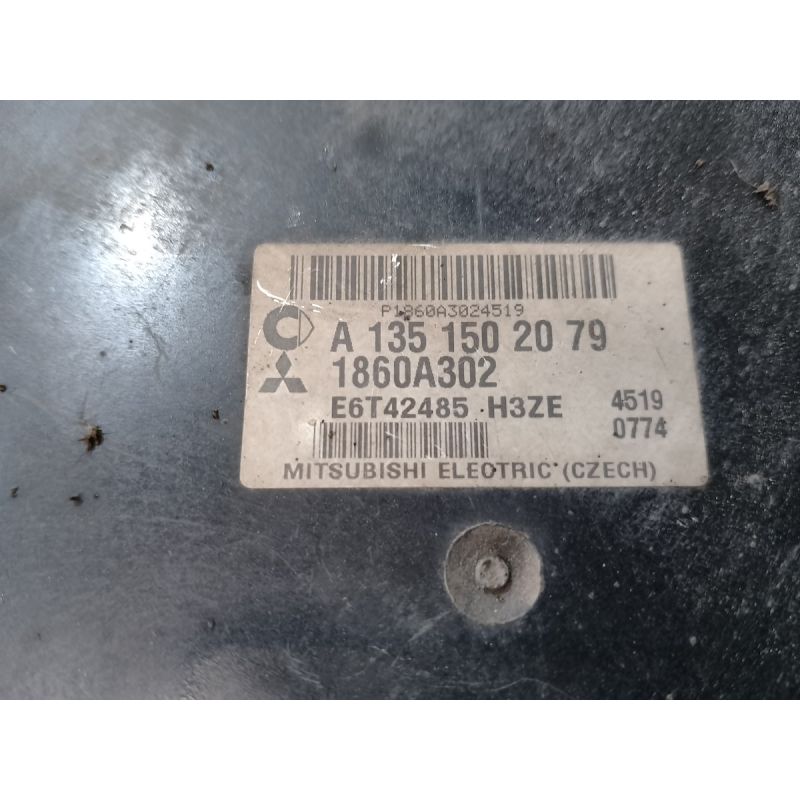 P1860A3024519
A 135 150 20 79
1860A302
E6T42485 H3ZE 4519
0774
MITSUBISHI ELECTRIC (CZECH)